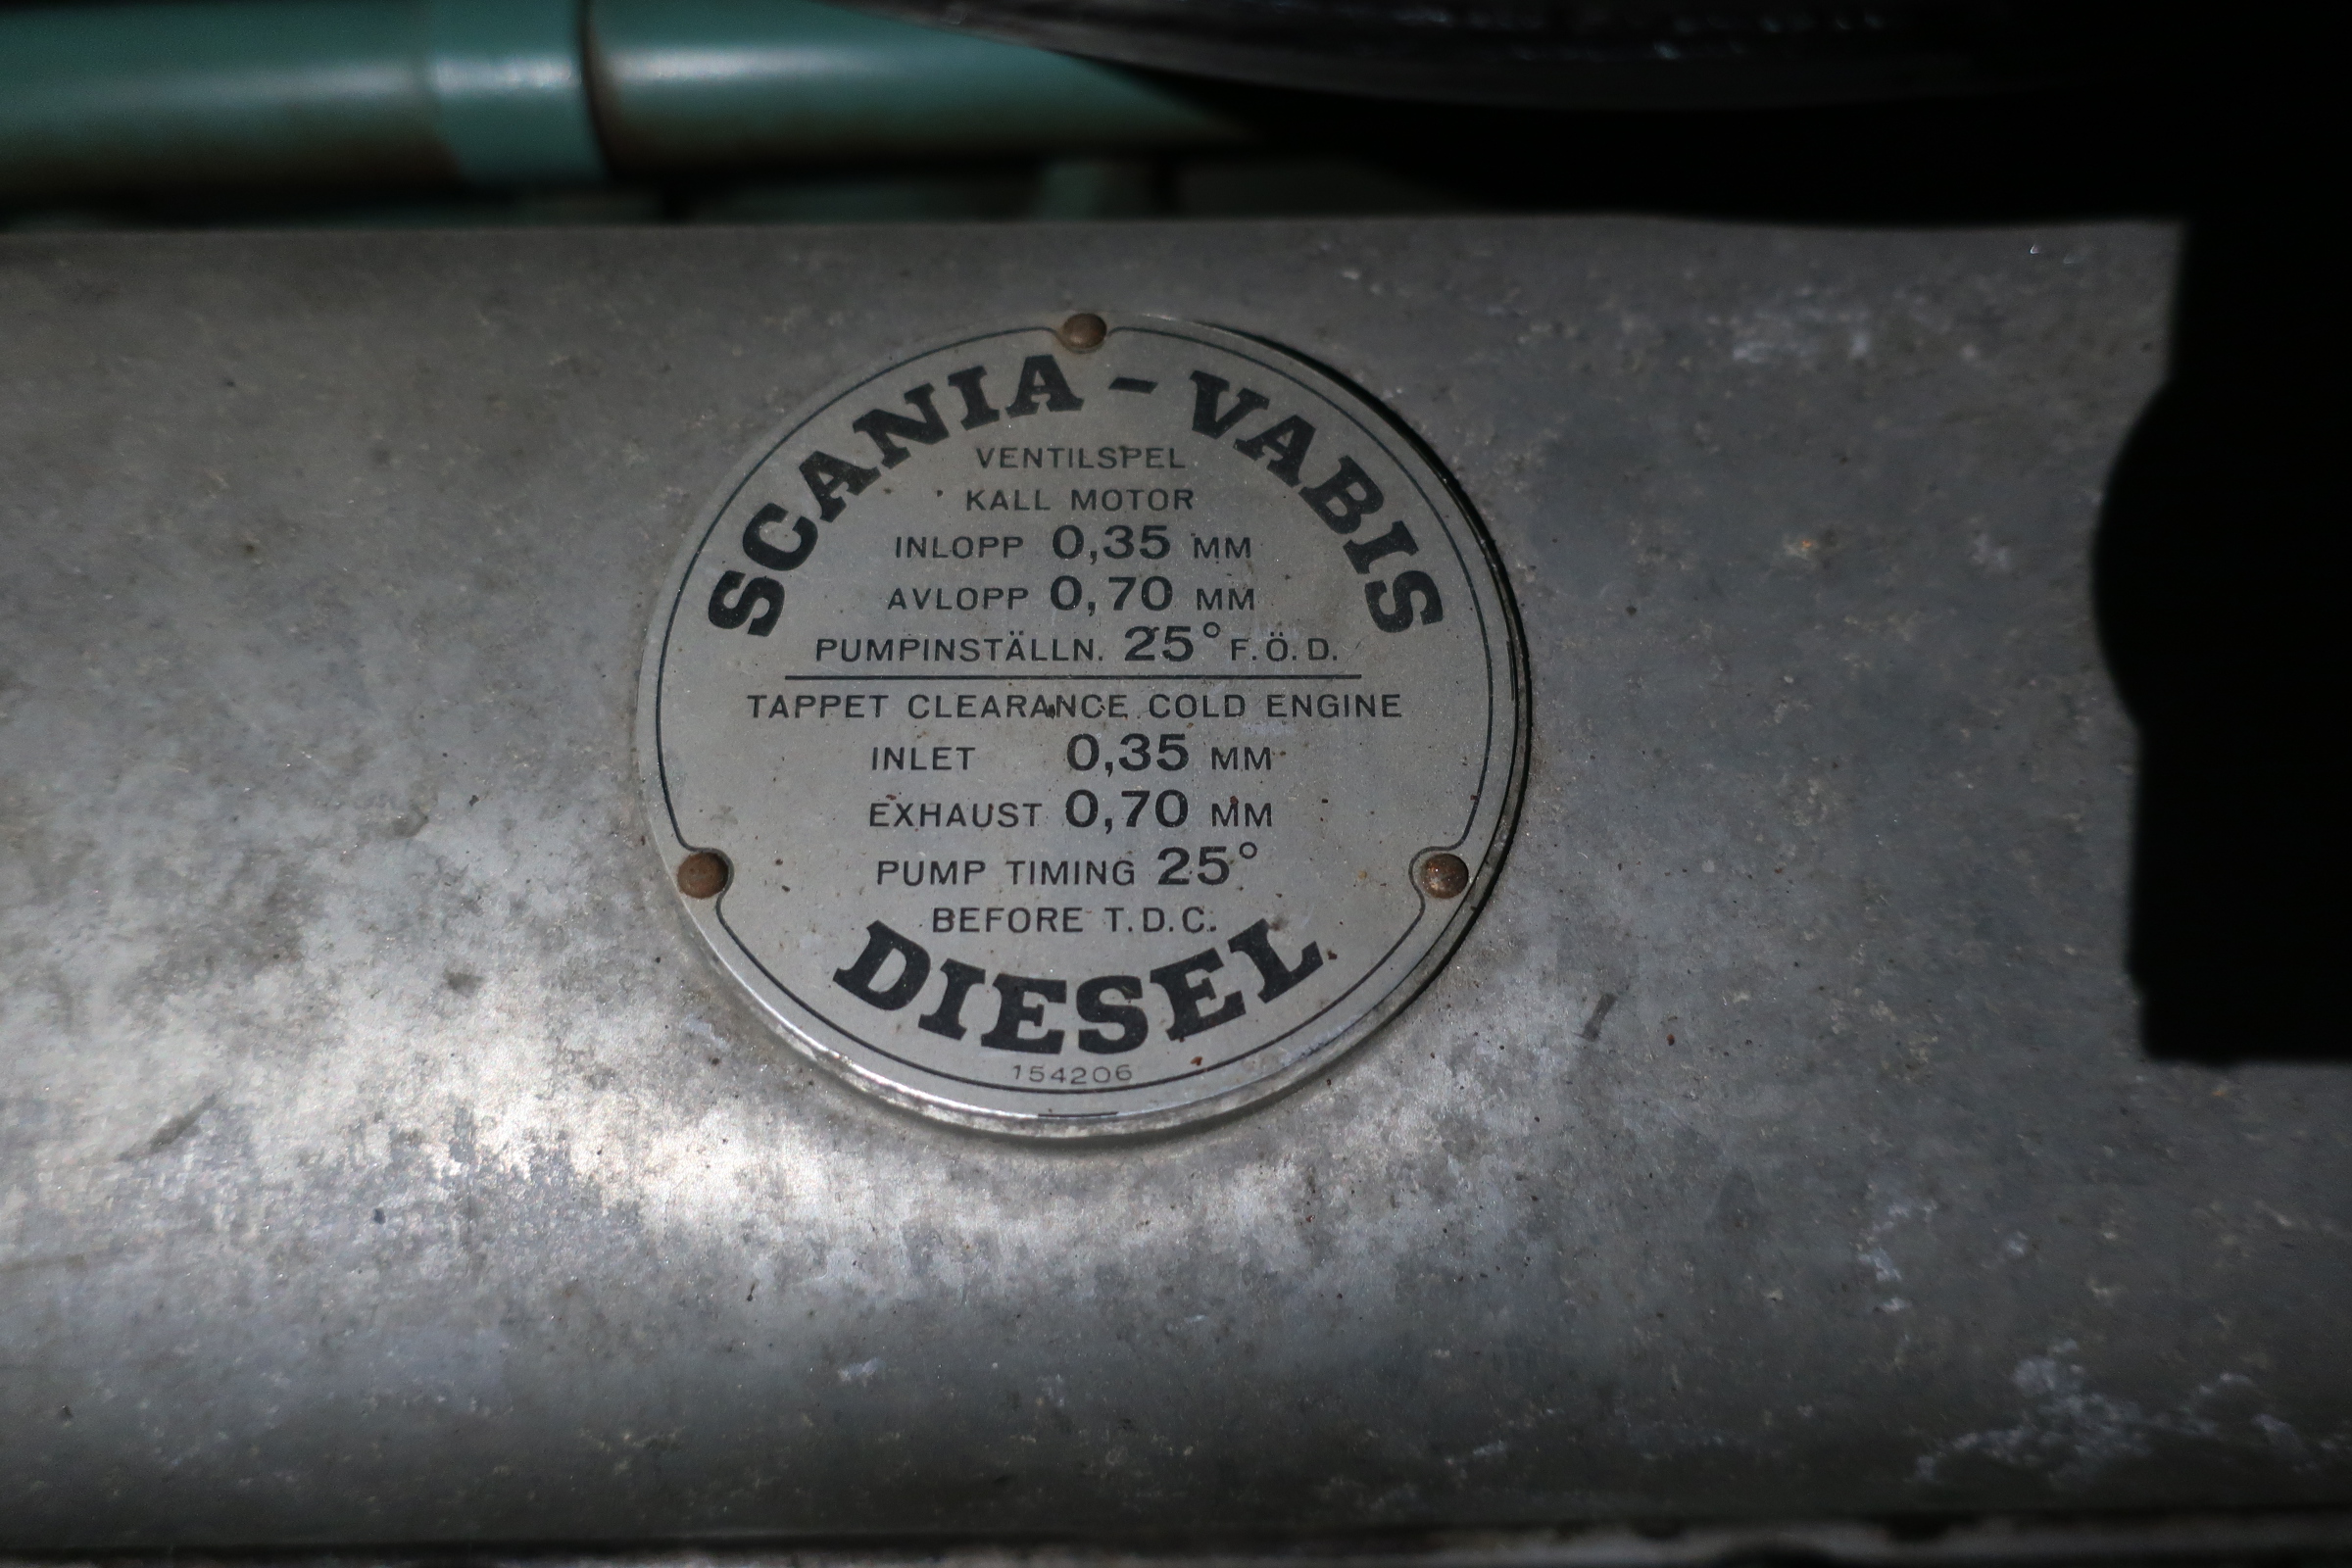 SCANIA-VABIS
VENTILSPEL
KALL MOTOR
INLOPP 0,35 MM
AVLOPP 0,70 MM
PUMPINSTÄLLN. 25° F.Ö.D.
TAPPET CLEARANCE COLD ENGINE
INLET 0,35 MM
EXHAUST 0,70 MM
PUMP TIMING 25°
BEFORE T.D.C.
DIESEL
154206